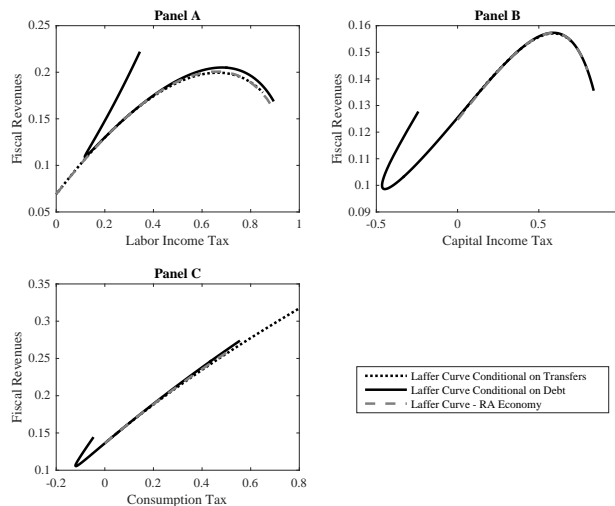 Panel A
Fiscal Revenues
0.25
0.2
0.15
0.1
0.05
0 0.2 0.4 0.6 0.8 1
Labor Income Tax
Panel B
Fiscal Revenues
0.16
0.15
0.14
0.13
0.12
0.11
0.1
0.09
-0.5 0 0.5 1
Capital Income Tax
Panel C
Fiscal Revenues
0.35
0.3
0.25
0.2
0.15
0.1
-0.2 0 0.2 0.4 0.6 0.8
Consumption Tax
Laffer Curve Conditional on Transfers
Laffer Curve Conditional on Debt
Laffer Curve - RA Economy